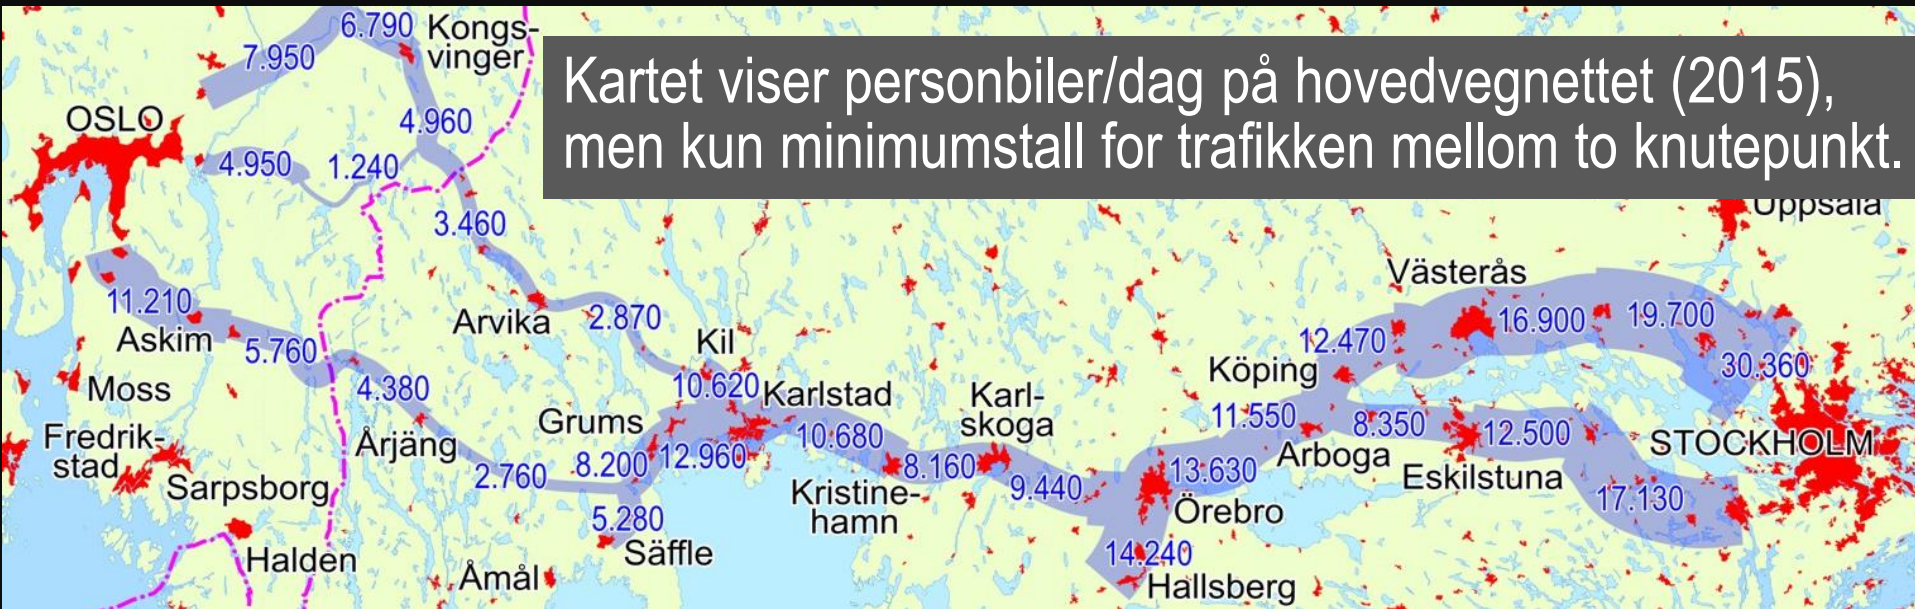 Kartet viser personbiler/dag på hovedvegnettet (2015),
men kun minimumstall for trafikken mellom to knutepunkt.
6.790
Kongs-
vinger
7.950
OSLO
4.960
4.950
1.240
3.460
Uppsala
11.210
Askim
5.760
Moss
4.380
Fredrik-
stad
Årjäng
Sarpsborg
Halden
Arvika
2.870
Kil
10.620
Karlstad
Grums
2.760
8.200
12.960
10.680
5.280
Säffle
Åmål
Kristine-
hamn
8.160
Karl-
skoga
9.440
13.630
Örebro
14.240
Hallsberg
Västerås
16.900
19.700
12.470
Köping
30.360
11.550
8.350
Arboga
12.500
Eskilstuna
STOCKHOLM
17.130